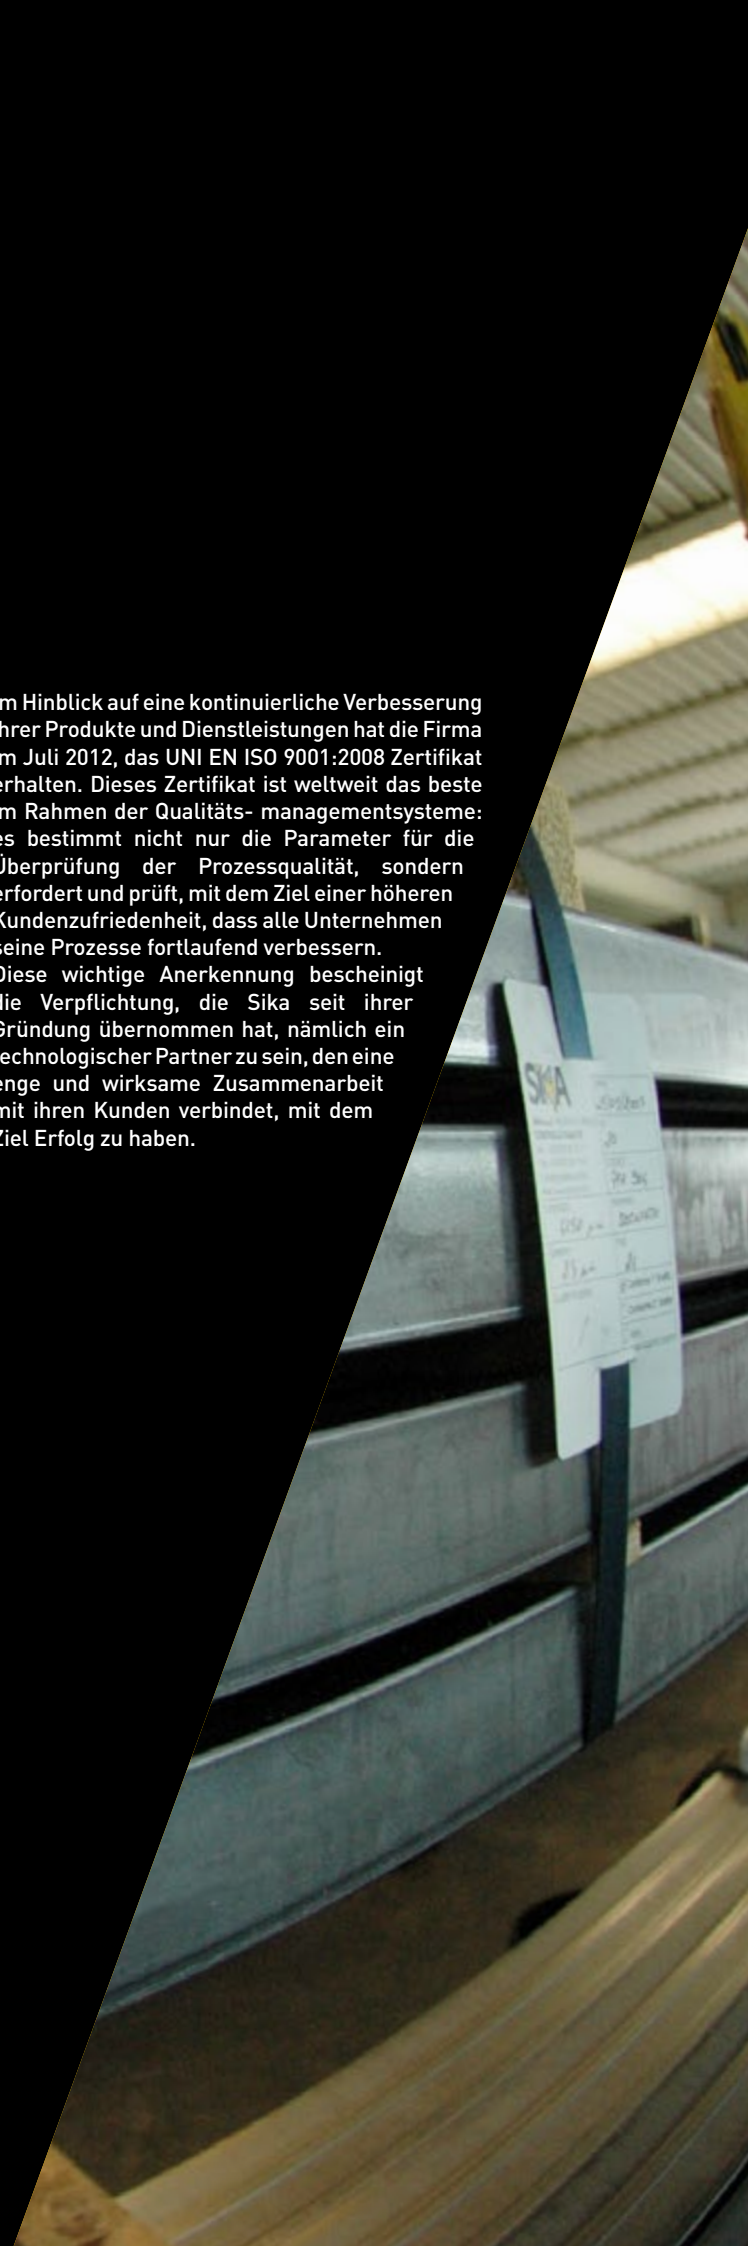 m Hinblick auf eine kontinuierliche Verbesserung
hrer Produkte und Dienstleistungen hat die Firma
m Juli 2012, das UNI EN ISO 9001:2008 Zertifikat
erhalten. Dieses Zertifikat ist weltweit das beste
m Rahmen der Qualitäts- managementsysteme:
es bestimmt nicht nur die Parameter für die
Überprüfung der Prozessqualität, sondern
erfordert und prüft, mit dem Ziel einer höheren
Kundenzufriedenheit, dass alle Unternehmen
seine Prozesse fortlaufend verbessern.
Diese wichtige Anerkennung bescheinigt
die Verpflichtung, die Sika seit ihrer
Gründung übernommen hat, nämlich ein
technologischer Partner zu sein, den eine
enge und wirksame Zusammenarbeit
mit ihren Kunden verbindet, mit dem
Ziel Erfolg zu haben.
SIKA